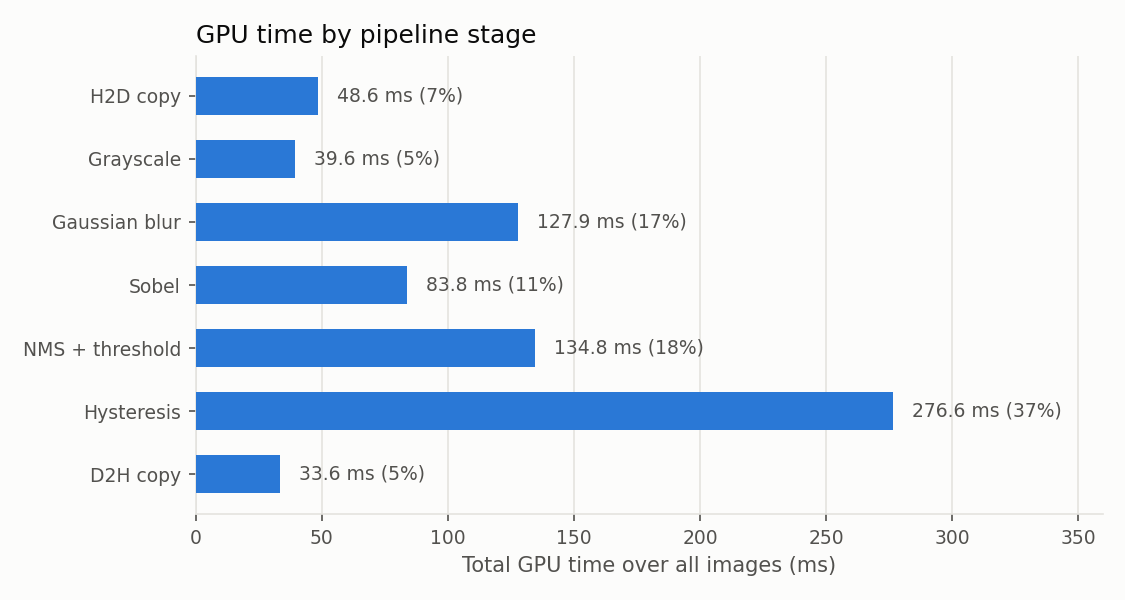 GPU time by pipeline stage
H2D copy 48.6 ms (7%)
Grayscale 39.6 ms (5%)
Gaussian blur 127.9 ms (17%)
Sobel 83.8 ms (11%)
NMS + threshold 134.8 ms (18%)
Hysteresis 276.6 ms (37%)
D2H copy 33.6 ms (5%)
0 50 100 150 200 250 300 350
Total GPU time over all images (ms)